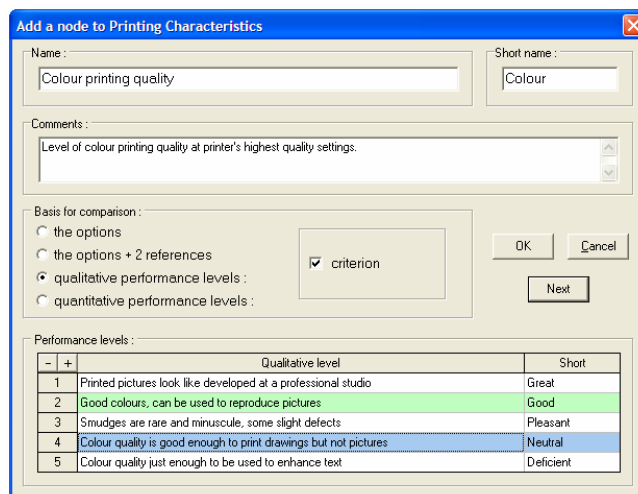 Add a node to Printing Characteristics
Name : Short name :
Colour printing quality Colour
Comments :
Level of colour printing quality at printer's highest quality settings.
Basis for comparison :
the options
the options + 2 references
qualitative performance levels :
quantitative performance levels :
criterion
OK Cancel
Next
Performance levels :
- + Qualitative level Short
1 Printed pictures look like developed at a professional studio Great
2 Good colours, can be used to reproduce pictures Good
3 Smudges are rare and minuscule, some slight defects Pleasant
4 Colour quality is good enough to print drawings but not pictures Neutral
5 Colour quality just enough to be used to enhance text Deficient